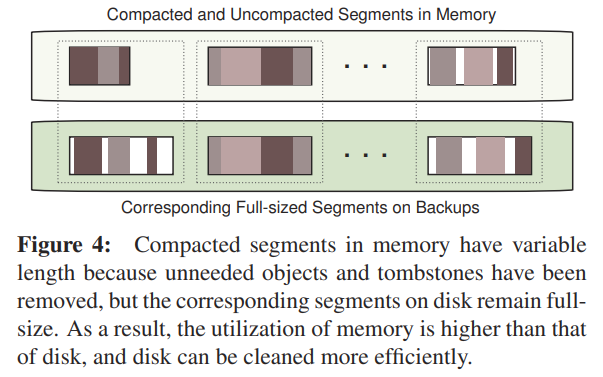 Compacted and Uncompacted Segments in Memory
. . .
. . .
Corresponding Full-sized Segments on Backups
Figure 4: Compacted segments in memory have variable
length because unneeded objects and tombstones have been
removed, but the corresponding segments on disk remain full-
size. As a result, the utilization of memory is higher than that
of disk, and disk can be cleaned more efficiently.